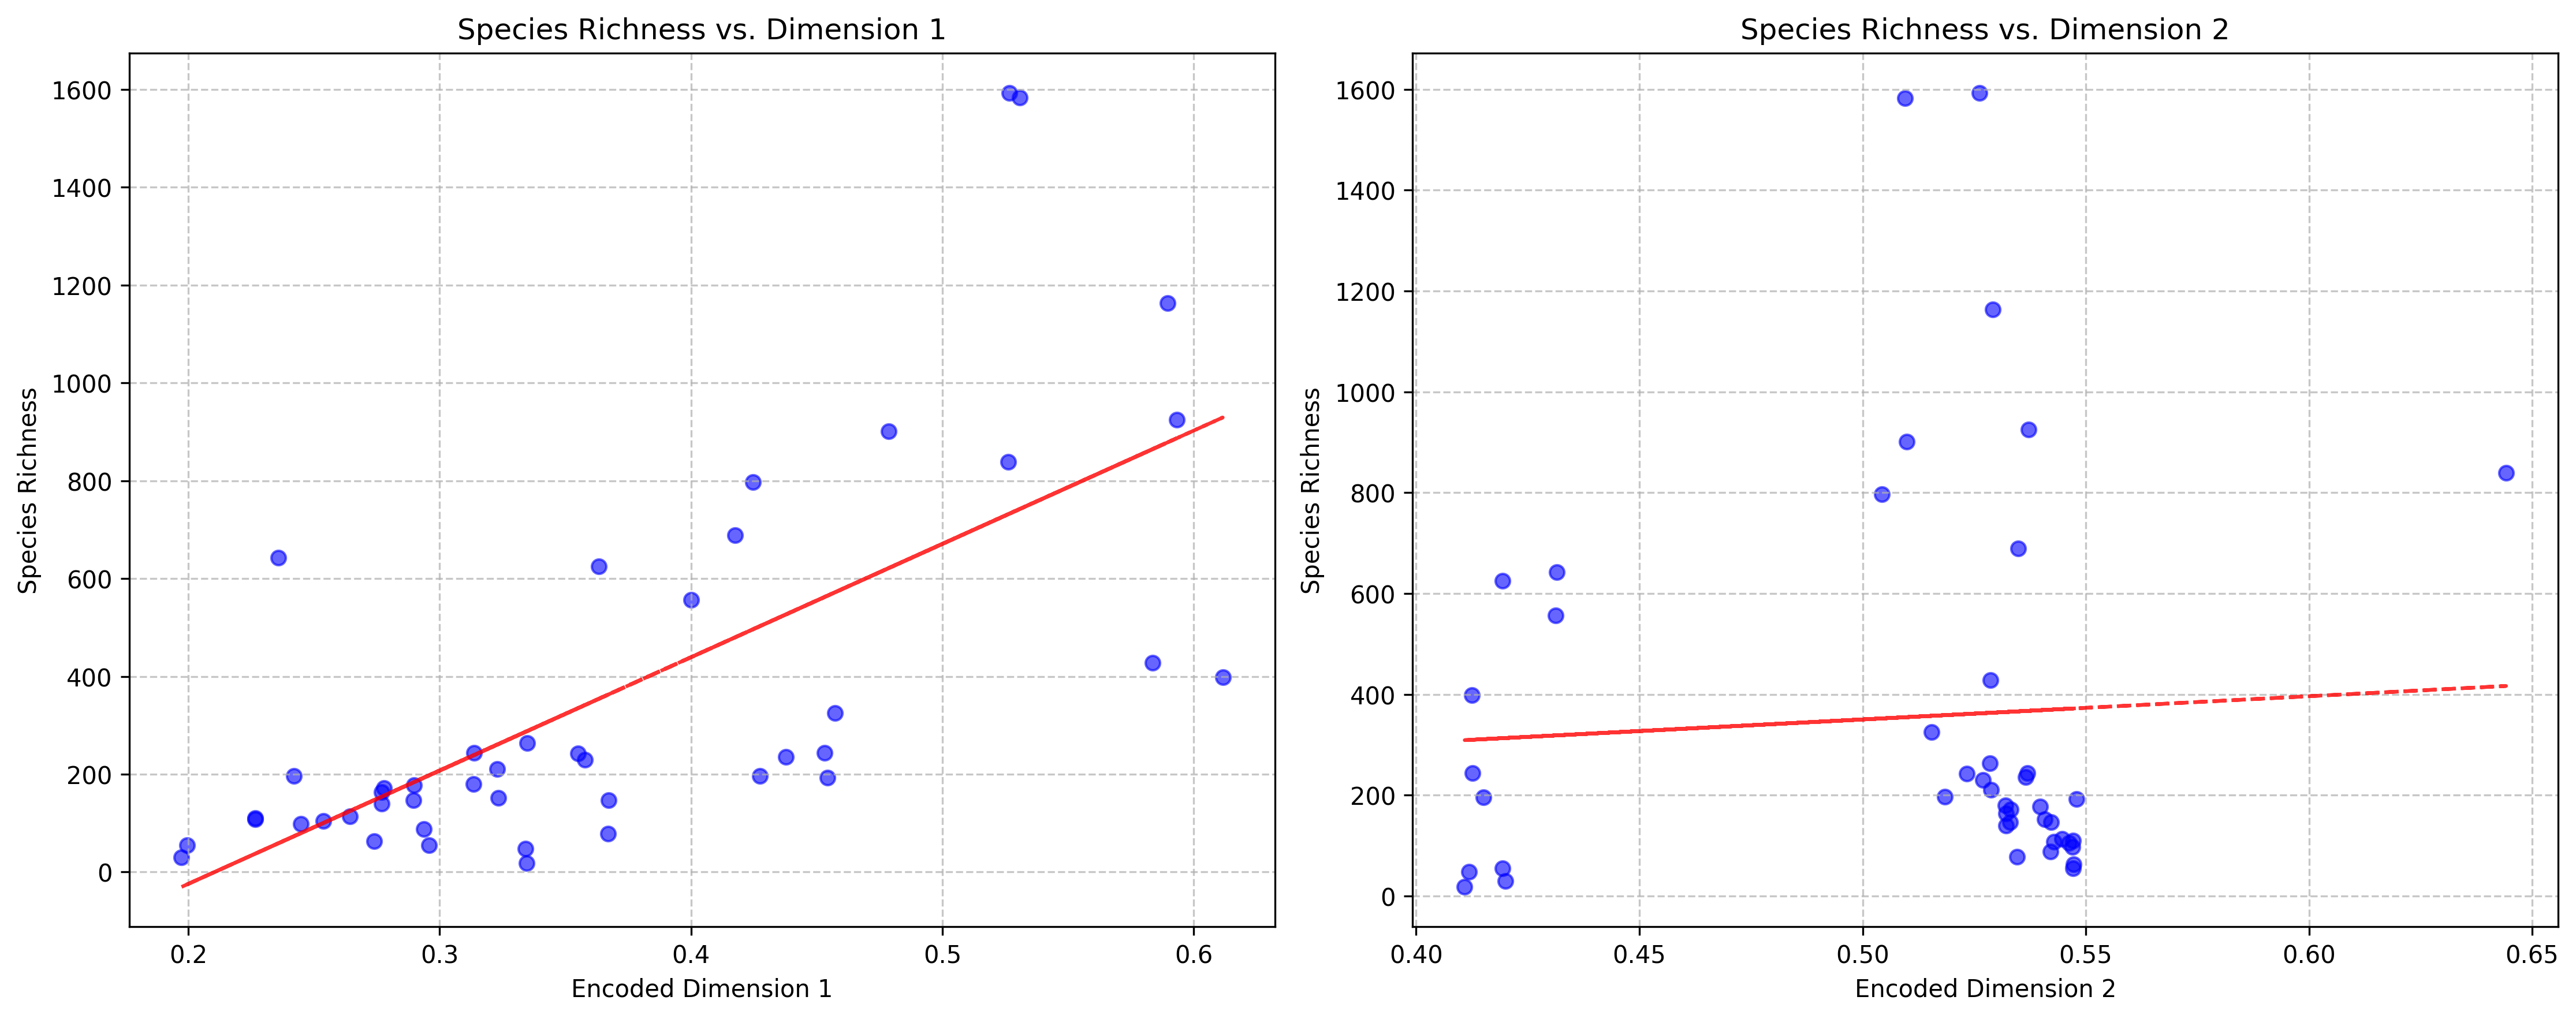 Species Richness vs. Dimension 1
1600
1400
1200
1000
800
600
400
200
0
Species Richness
0.2 0.3 0.4 0.5 0.6
Encoded Dimension 1
Species Richness vs. Dimension 2
1600
1400
1200
1000
800
600
400
200
0
Species Richness
0.40 0.45 0.50 0.55 0.60 0.65
Encoded Dimension 2